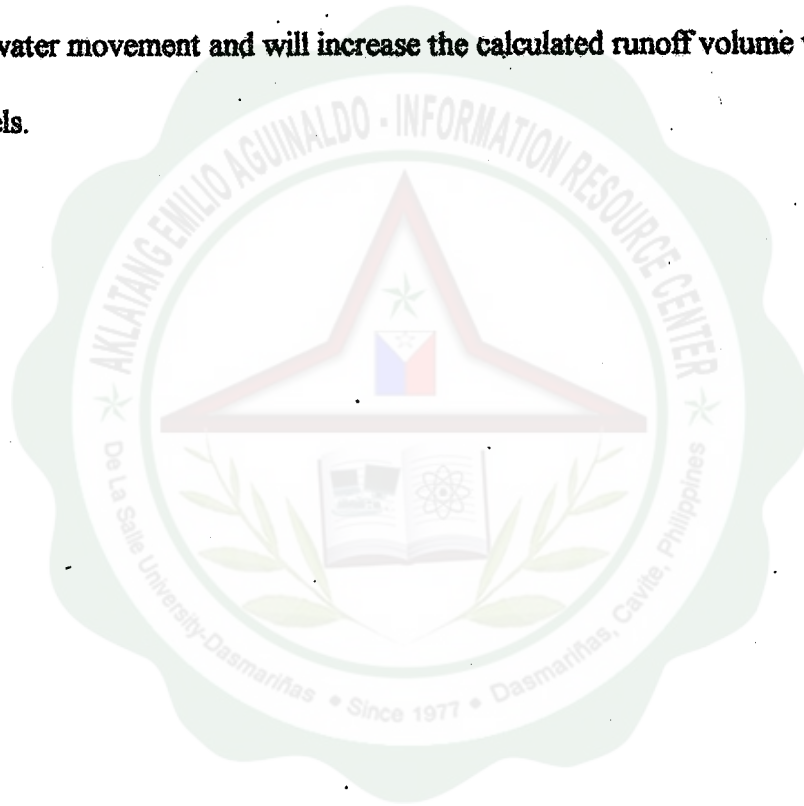 water movement and will increase the calculated runoff volume
els.
AKLATANG EMILIO AGUINALDO - INFORMATION RESOURCE CENTER
De La Salle University-Dasmariñas • Since 1977 • Dasmariñas, Cavite, Philippines